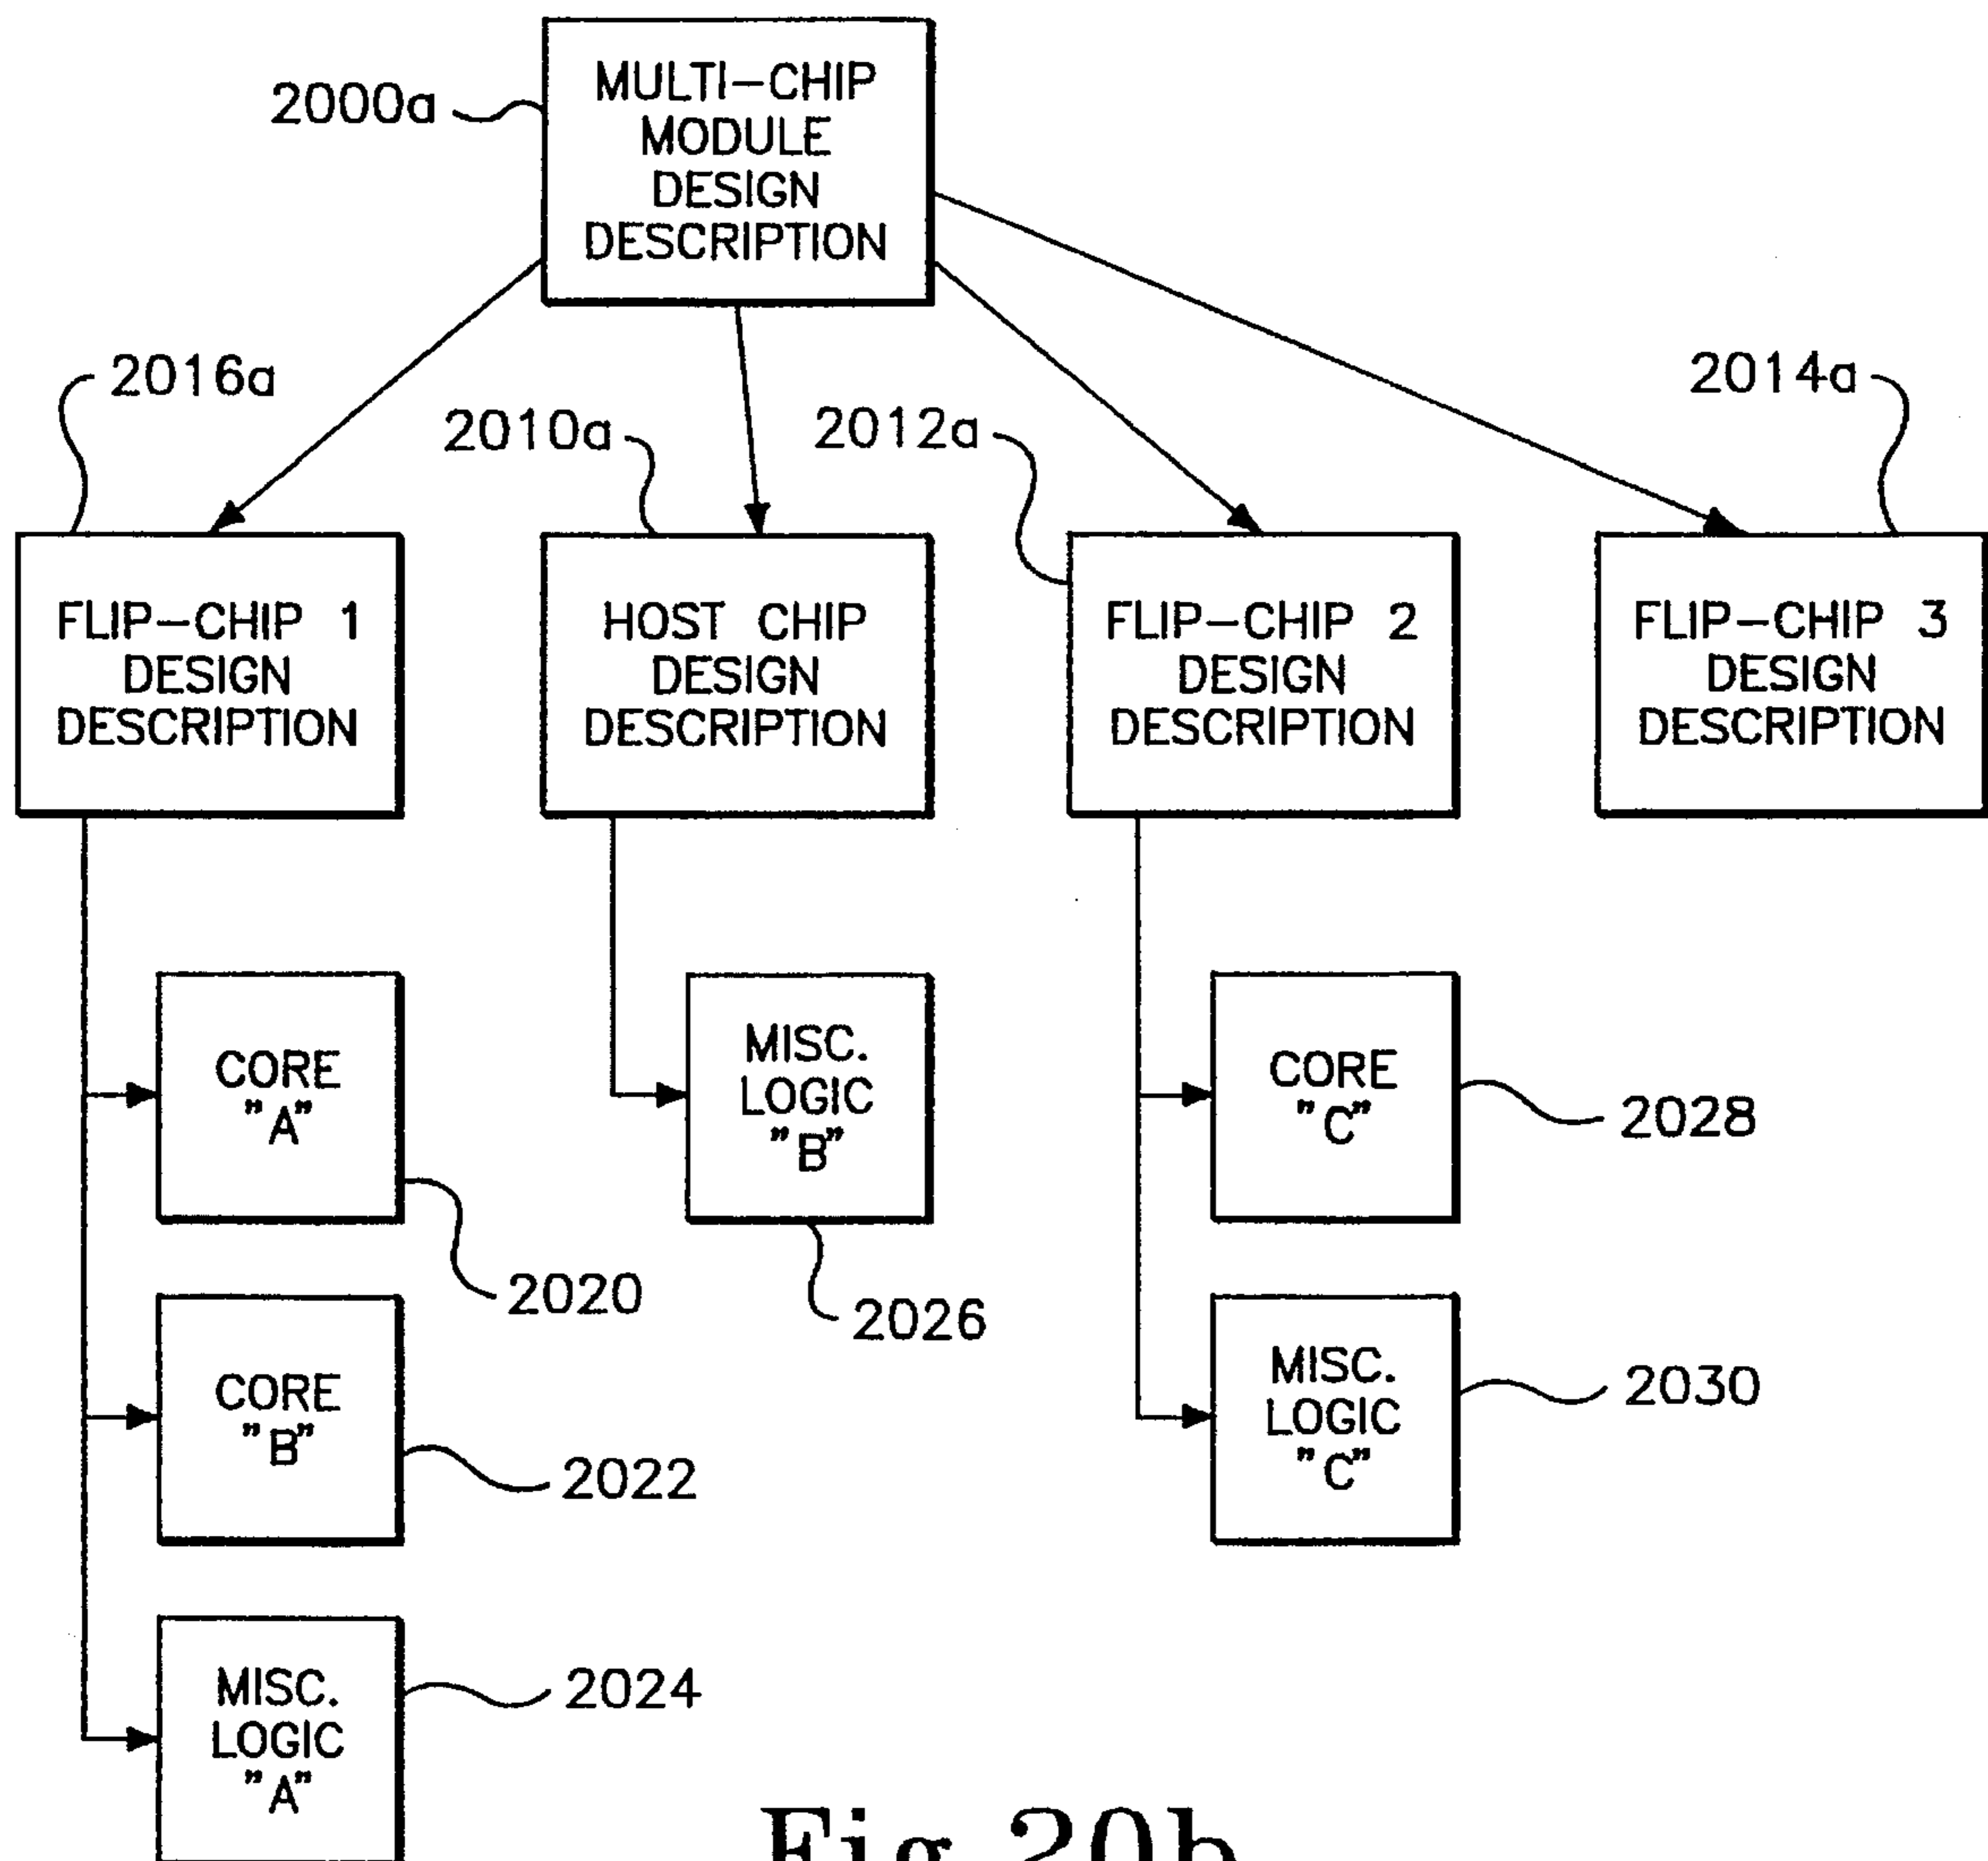 2000a
MULTI-CHIP
MODULE
DESIGN
DESCRIPTION
2016a
2010a
2012a
2014a
FLIP-CHIP 1
DESIGN
DESCRIPTION
HOST CHIP
DESIGN
DESCRIPTION
FLIP-CHIP 2
DESIGN
DESCRIPTION
FLIP-CHIP 3
DESIGN
DESCRIPTION
CORE
"A"
2020
MISC.
LOGIC
"B"
2026
CORE
"C"
2028
CORE
"B"
2022
MISC.
LOGIC
"C"
2030
MISC.
LOGIC
"A"
2024
Fig.20b